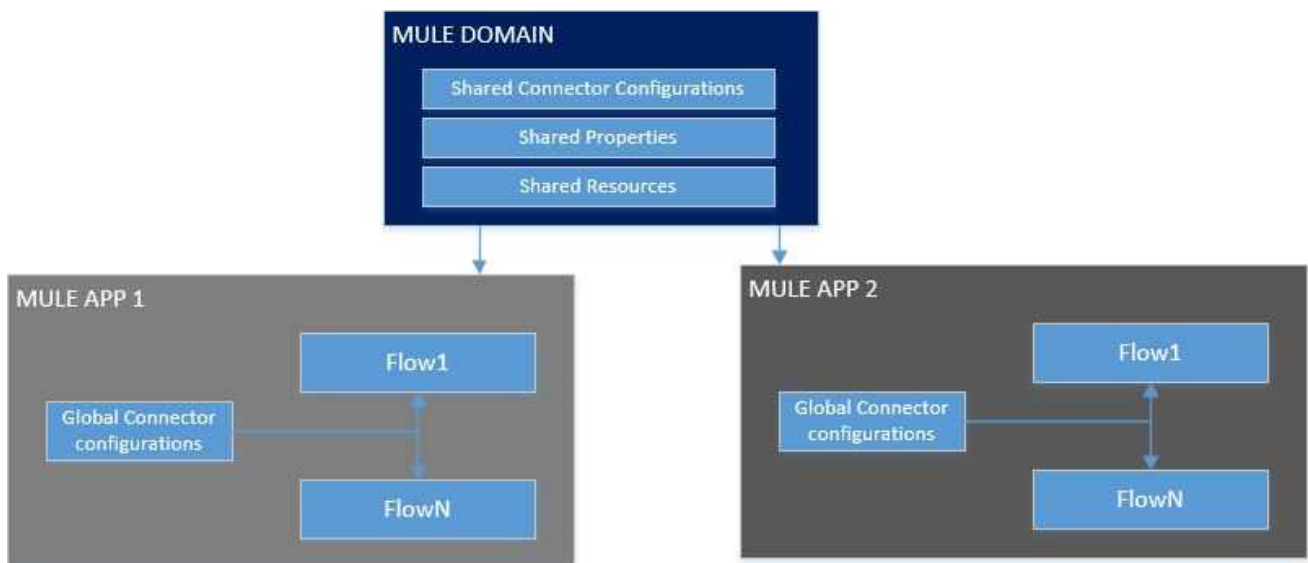 MULE DOMAIN
Shared Connector Configurations
Shared Properties
Shared Resources
MULE APP 1
Flow1
Global Connector
configurations
FlowN
MULE APP 2
Flow1
Global Connector
configurations
FlowN